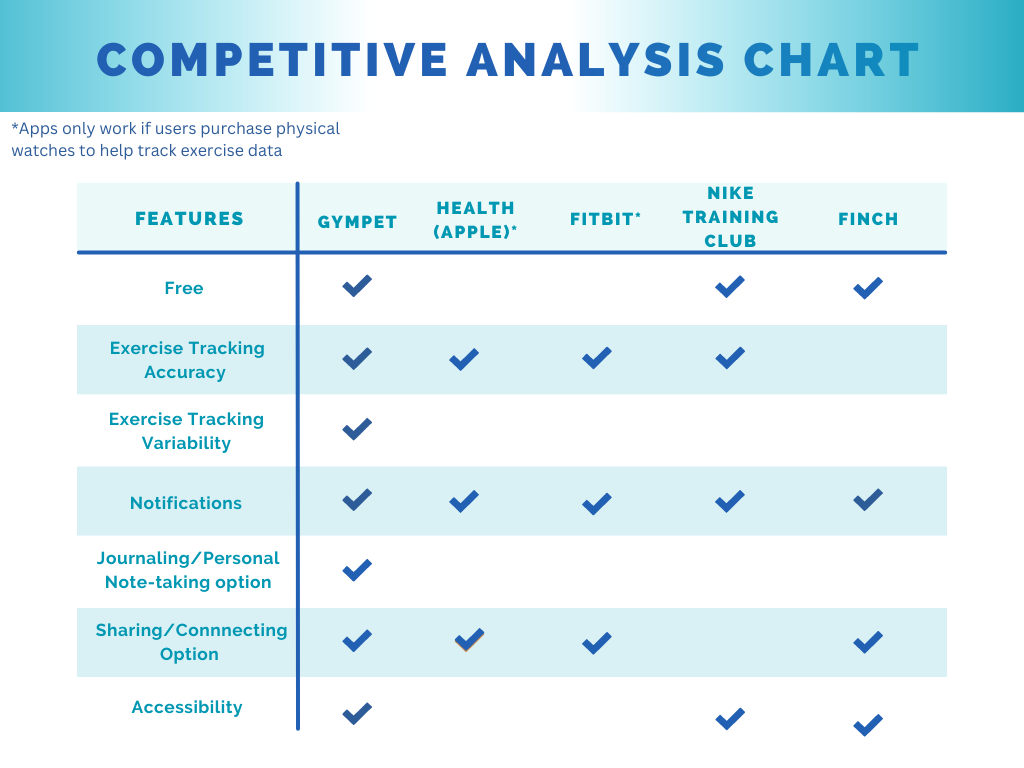 COMPETITIVE ANALYSIS CHART
*Apps only work if users purchase physical
watches to help track exercise data
FEATURES
GYMPET
HEALTH
(APPLE)*
FITBIT*
NIKE
TRAINING
CLUB
FINCH
Free
Exercise Tracking
Accuracy
Exercise Tracking
Variability
Notifications
Journaling/Personal
Note-taking option
Sharing/Connnecting
Option
Accessibility